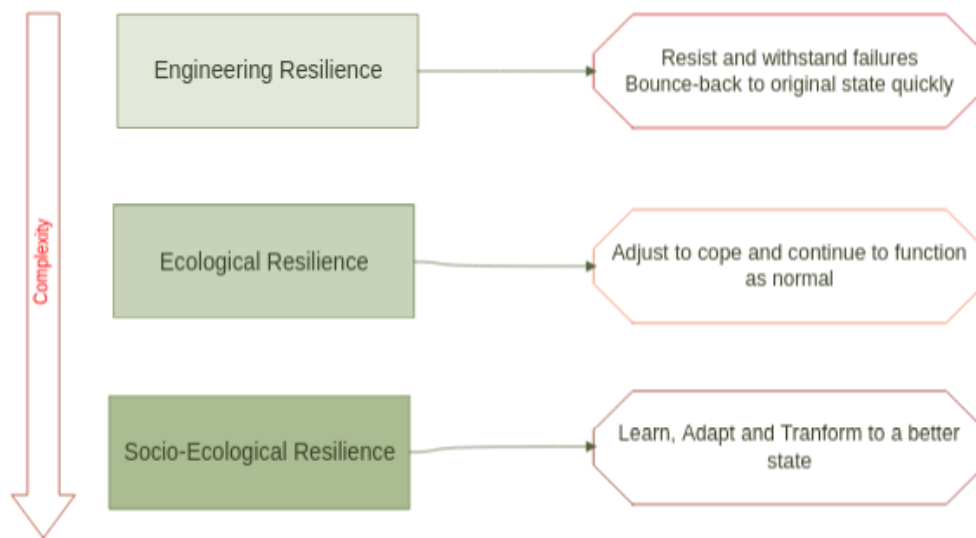 Engineering Resilience
Resist and withstand failures
Bounce-back to original state quickly
Complexity
Ecological Resilience
Adjust to cope and continue to function
as normal
Socio-Ecological Resilience
Learn, Adapt and Tranform to a better
state